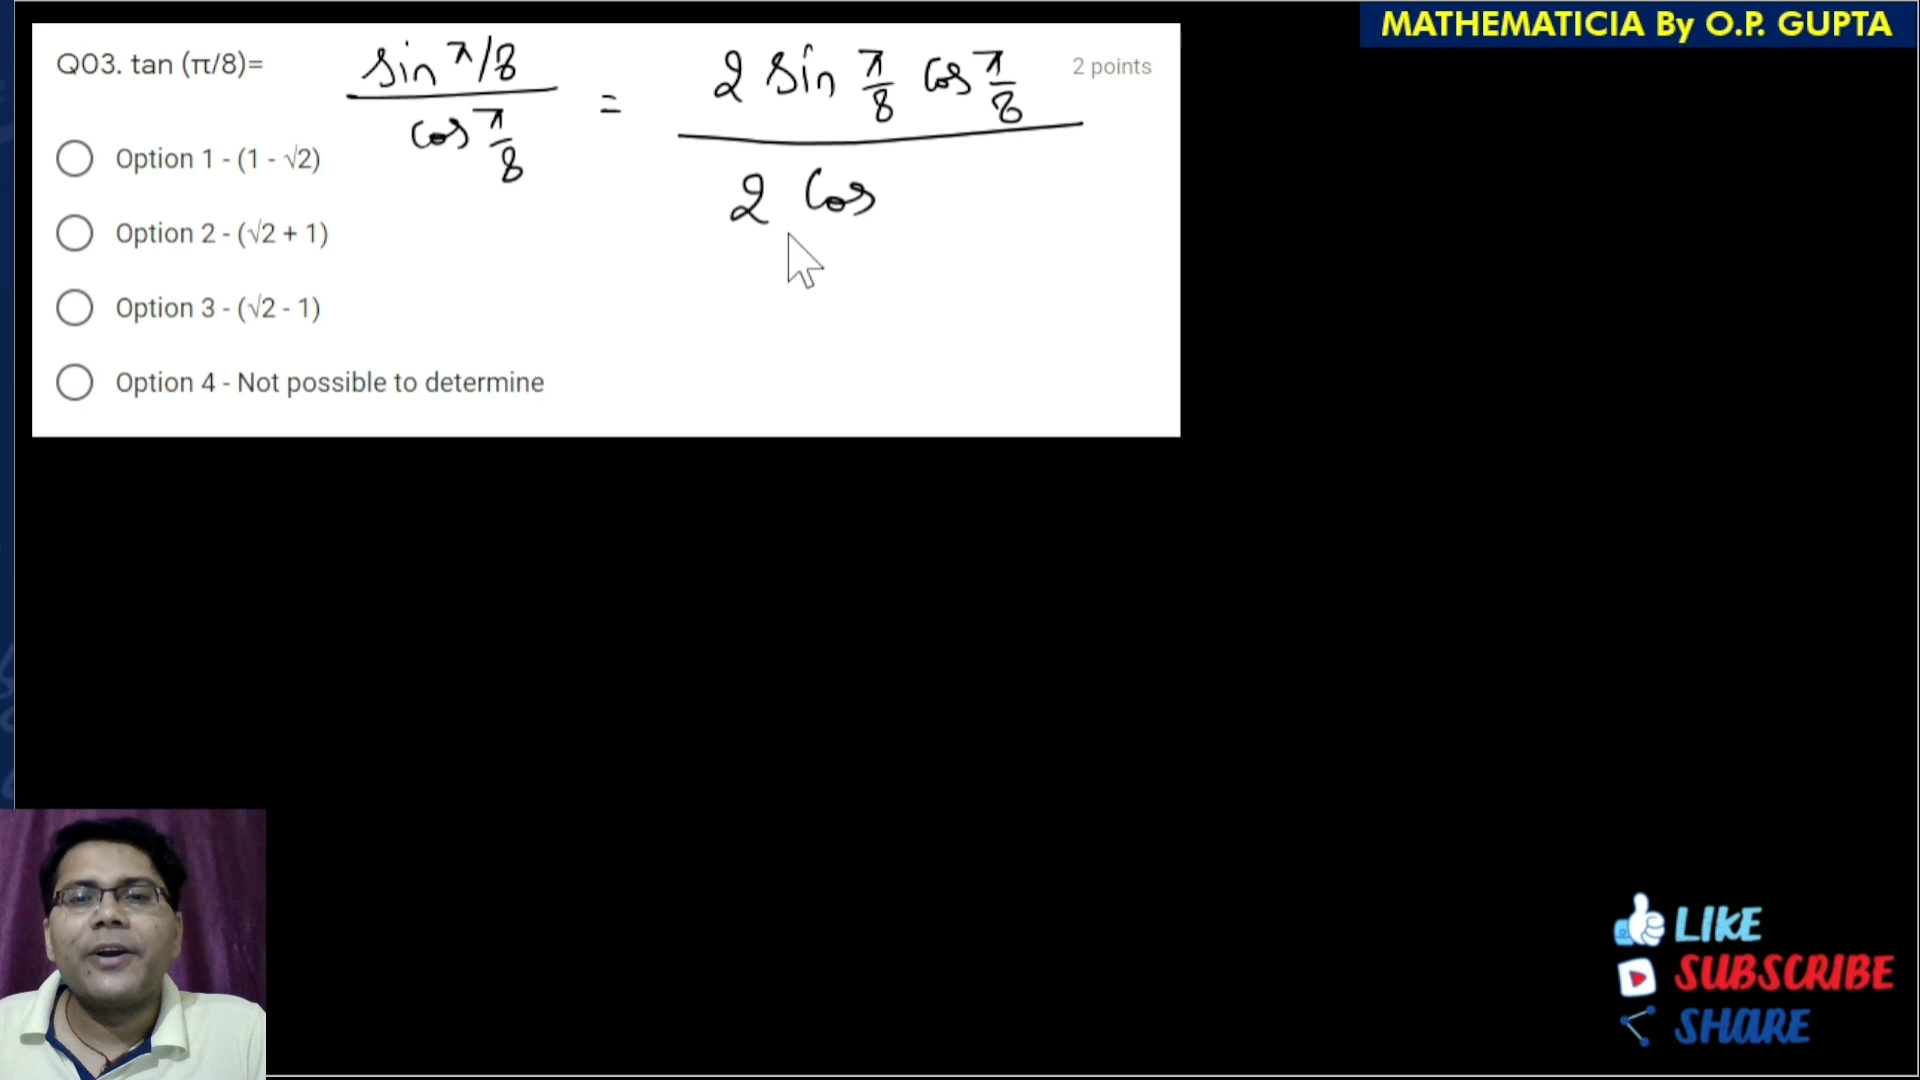 MATHEMATICIA By O.P. GUPTA
Q03. tan (π/8)=
sin π/8 / cos π/8 = 2 sin π/8 cos π/8 / 2 cos
2 points
Option 1 - (1 - √2)
Option 2 - (√2 + 1)
Option 3 - (√2 - 1)
Option 4 - Not possible to determine
LIKE
SUBSCRIBE
SHARE